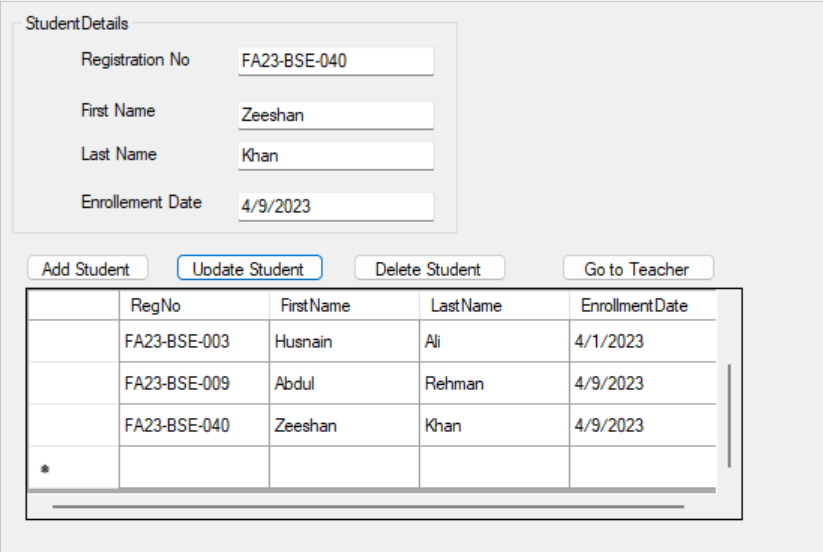 StudentDetails
Registration No FA23-BSE-040
First Name Zeeshan
Last Name Khan
Enrollement Date 4/9/2023
Add Student Update Student Delete Student Go to Teacher
RegNo FirstName LastName EnrollmentDate
FA23-BSE-003 Husnain Ali 4/1/2023
FA23-BSE-009 Abdul Rehman 4/9/2023
FA23-BSE-040 Zeeshan Khan 4/9/2023
*